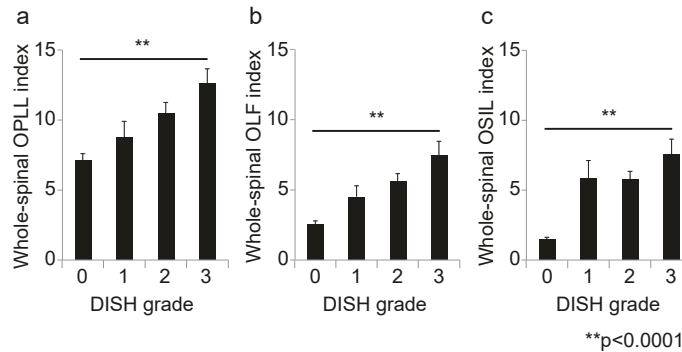 a
Whole-spinal OPLL index
15
10
5
0
**
0 1 2 3
DISH grade
b
Whole-spinal OLF index
15
10
5
0
**
0 1 2 3
DISH grade
c
Whole-spinal OSIL index
15
10
5
0
**
0 1 2 3
DISH grade
**p<0.0001